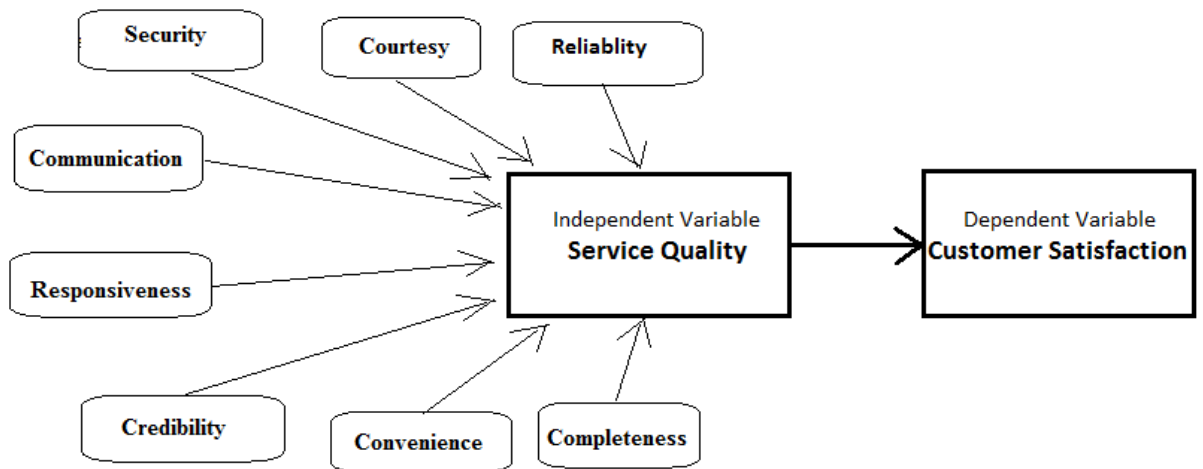 Security
Courtesy
Reliablity
Communication
Independent Variable
Service Quality
Dependent Variable
Customer Satisfaction
Responsiveness
Credibility
Convenience
Completeness